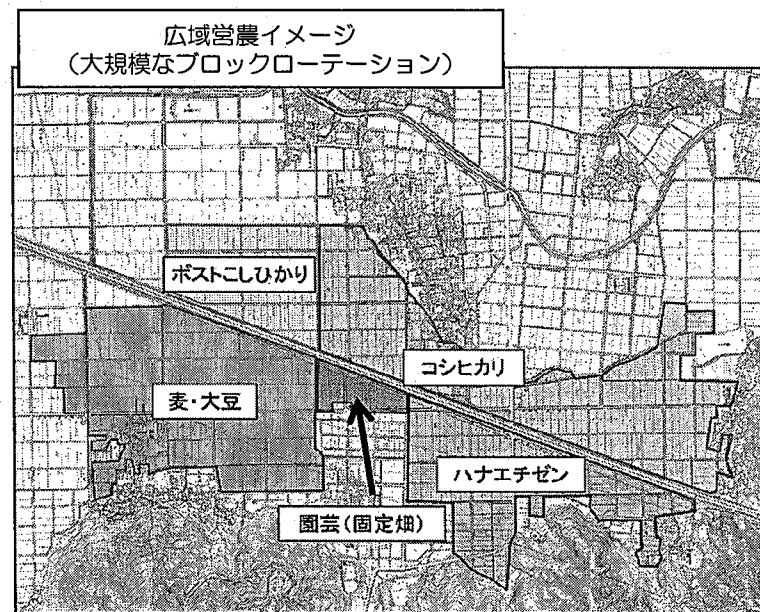 広域営農イメージ
(大規模なブロックローテーション)
ポストこしひかり
コシヒカリ
麦・大豆
ハナエチゼン
園芸(固定畑)